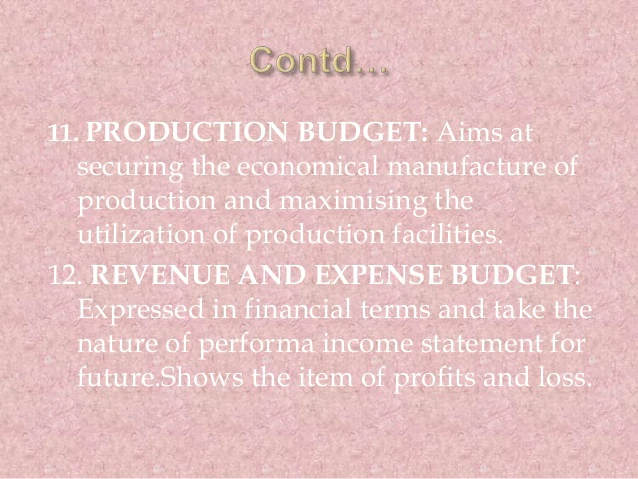 Contd...
11. PRODUCTION BUDGET: Aims at
securing the economical manufacture of
production and maximising the
utilization of production facilities.
12. REVENUE AND EXPENSE BUDGET:
Expressed in financial terms and take the
nature of performa income statement for
future.Shows the item of profits and loss.